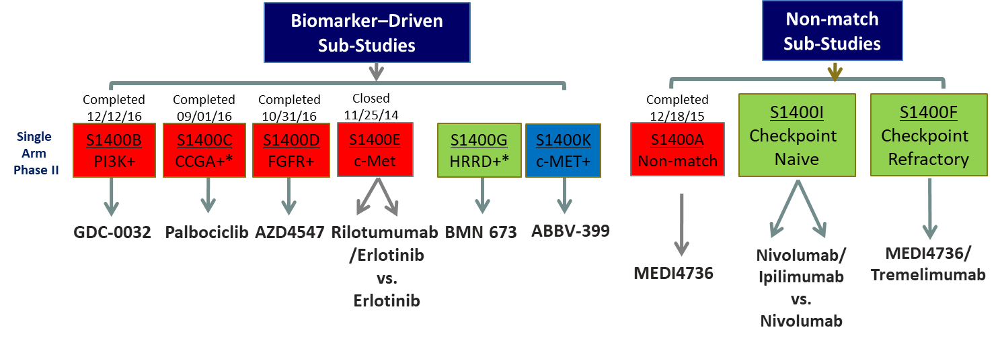 Biomarker–Driven
Sub-Studies
Non-match
Sub-Studies
Completed
12/12/16
Completed
09/01/16
Completed
10/31/16
Closed
11/25/14
Completed
12/18/15
Single
Arm
Phase II
S1400B
PI3K+
S1400C
CCGA+*
S1400D
FGFR+
S1400E
c-Met
S1400G
HRRD+*
S1400K
c-MET+
S1400A
Non-match
S1400I
Checkpoint
Naive
S1400F
Checkpoint
Refractory
GDC-0032
Palbociclib
AZD4547
Rilotumumab
/Erlotinib
vs.
Erlotinib
BMN 673
ABBV-399
MEDI4736
Nivolumab/
Ipilimumab
vs.
Nivolumab
MEDI4736/
Tremelimumab